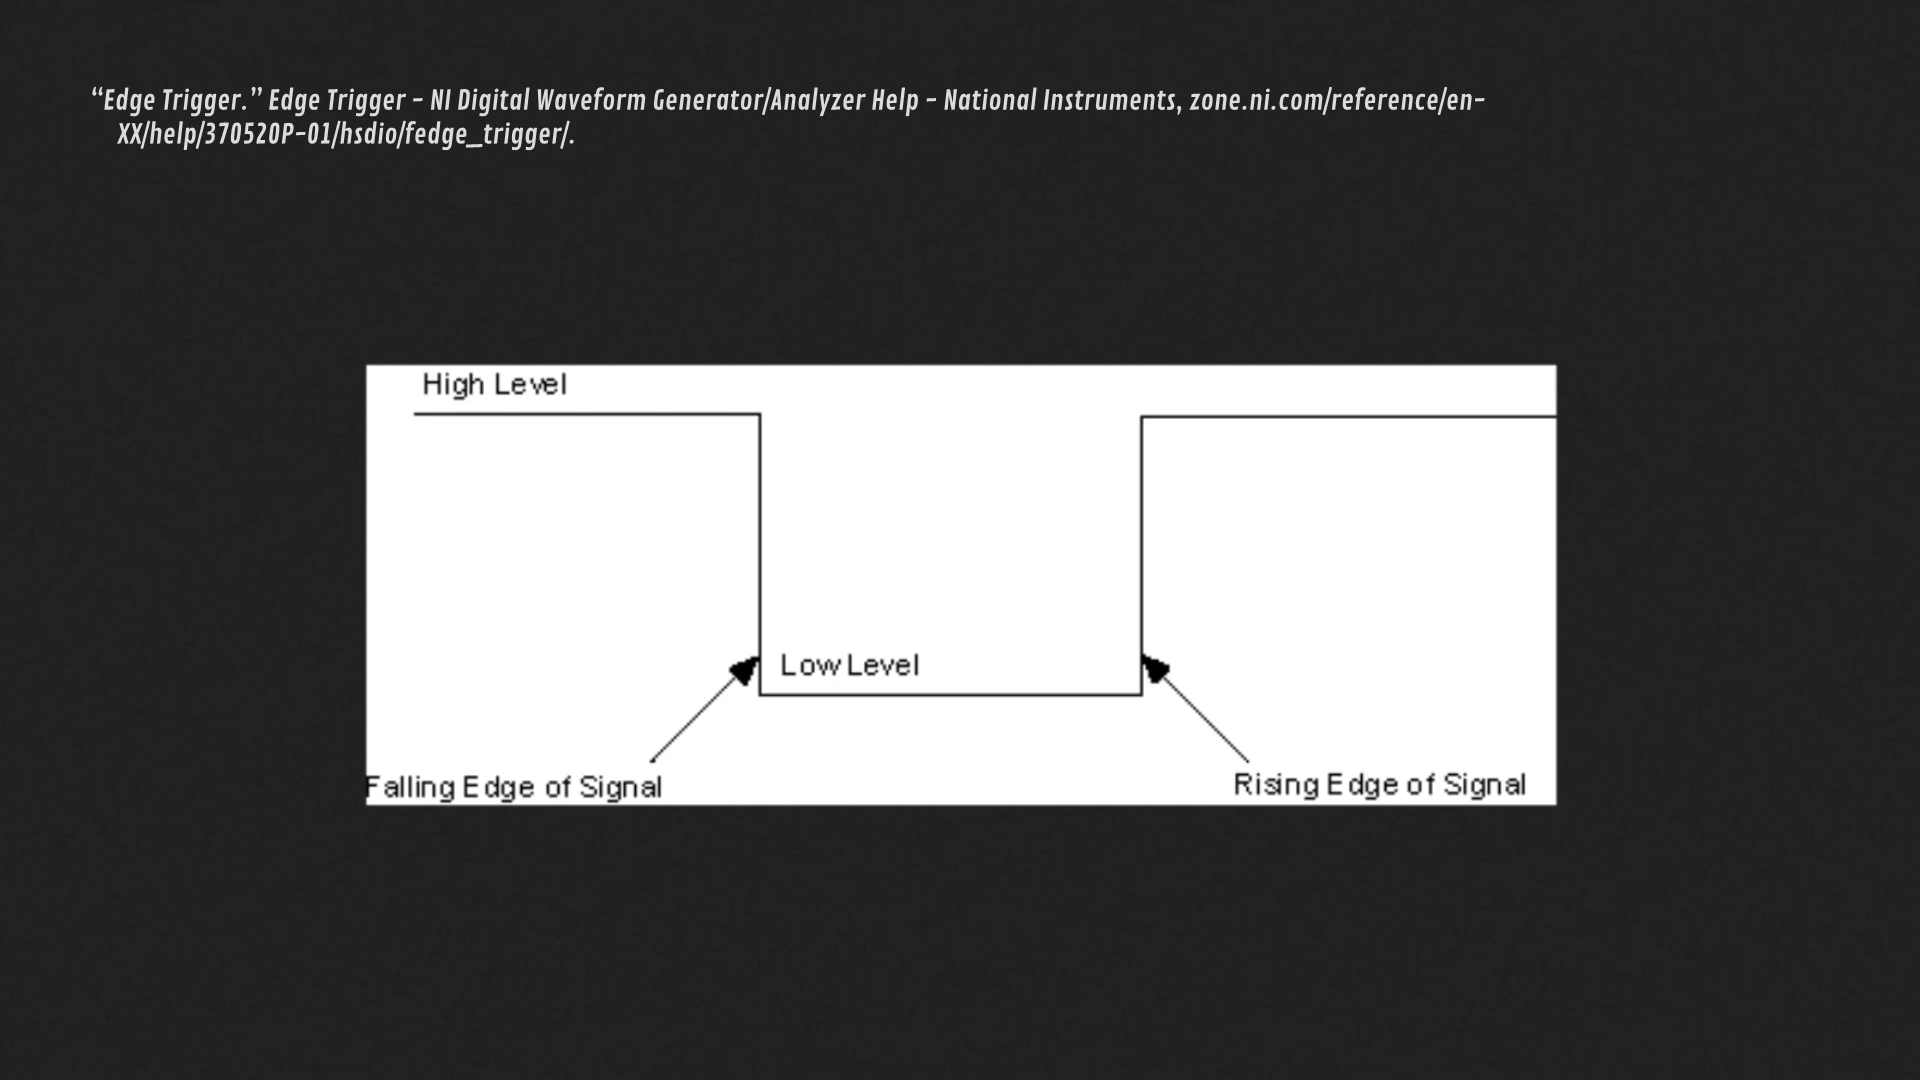 “Edge Trigger.” Edge Trigger - NI Digital Waveform Generator/Analyzer Help - National Instruments, zone.ni.com/reference/en-
XX/help/370520P-01/hsdio/fedge_trigger/.
High Level
Low Level
Falling Edge of Signal
Rising Edge of Signal